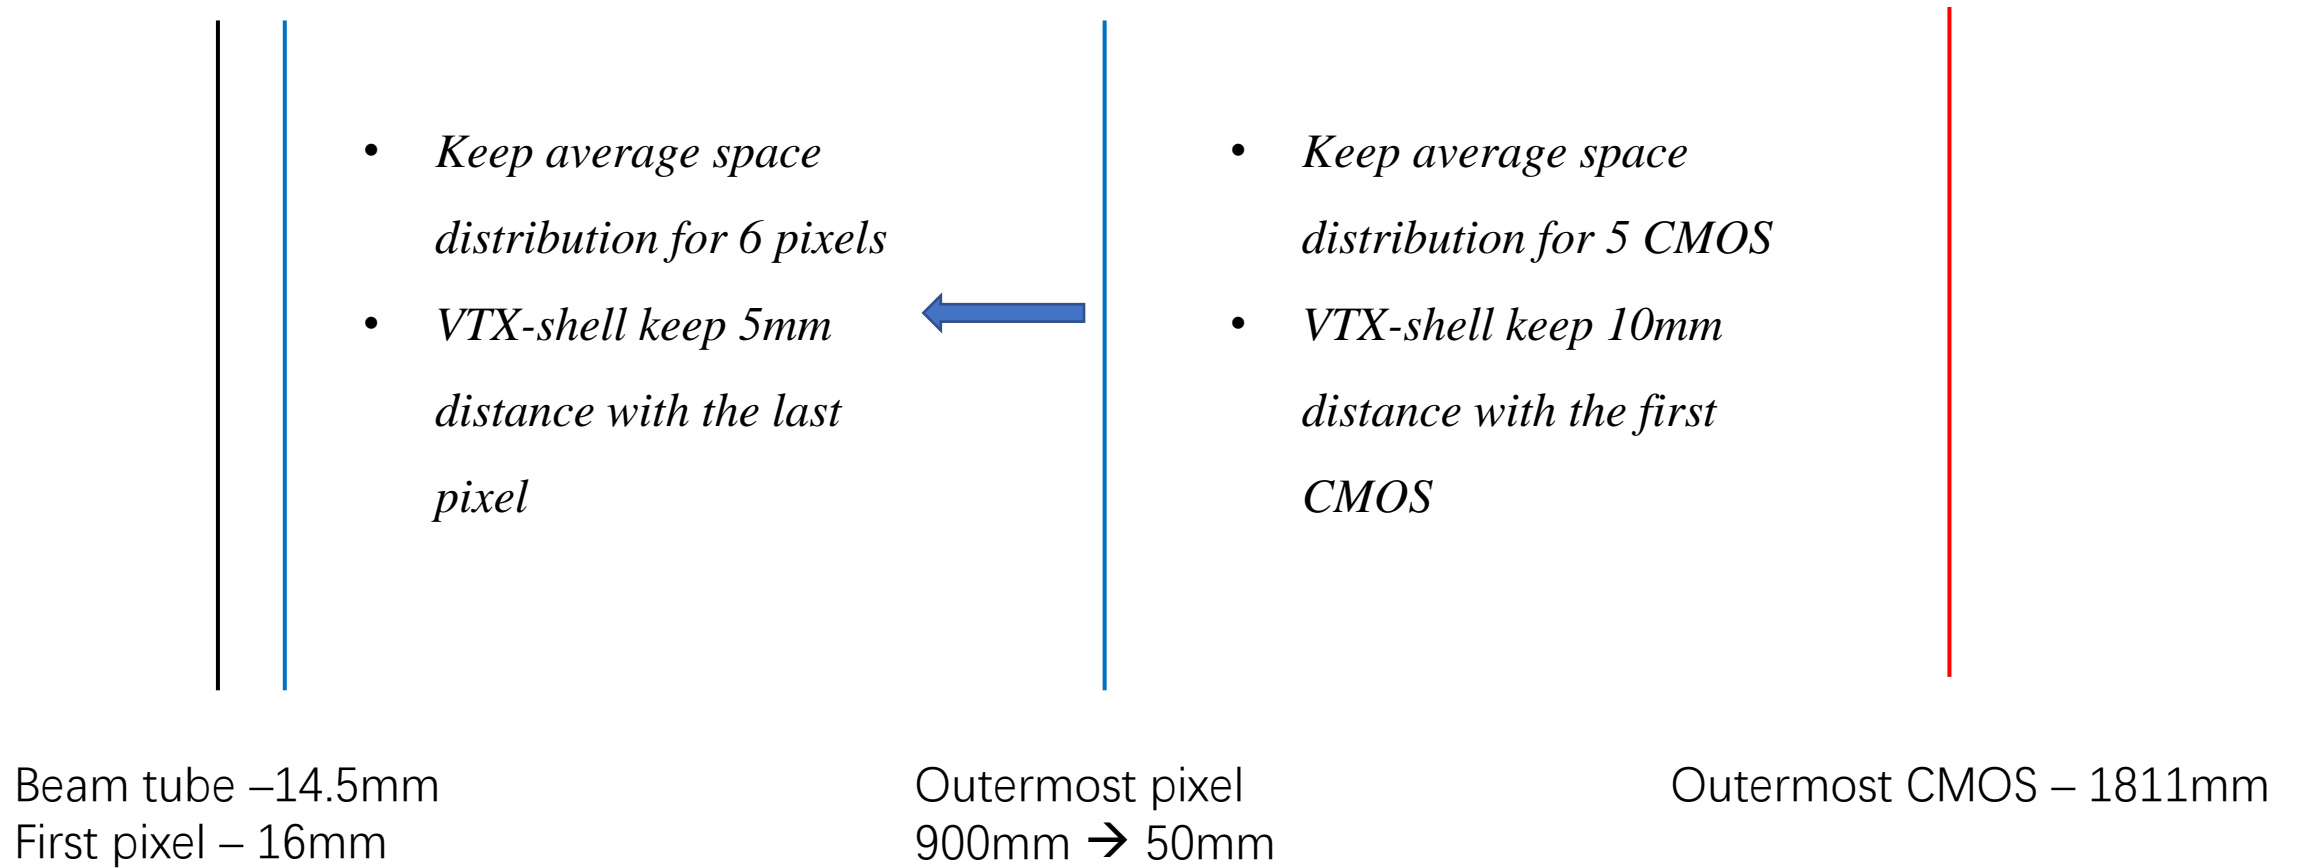 • Keep average space
distribution for 6 pixels
• VTX-shell keep 5mm
distance with the last
pixel
• Keep average space
distribution for 5 CMOS
• VTX-shell keep 10mm
distance with the first
CMOS
Beam tube –14.5mm
First pixel – 16mm
Outermost pixel
900mm → 50mm
Outermost CMOS – 1811mm